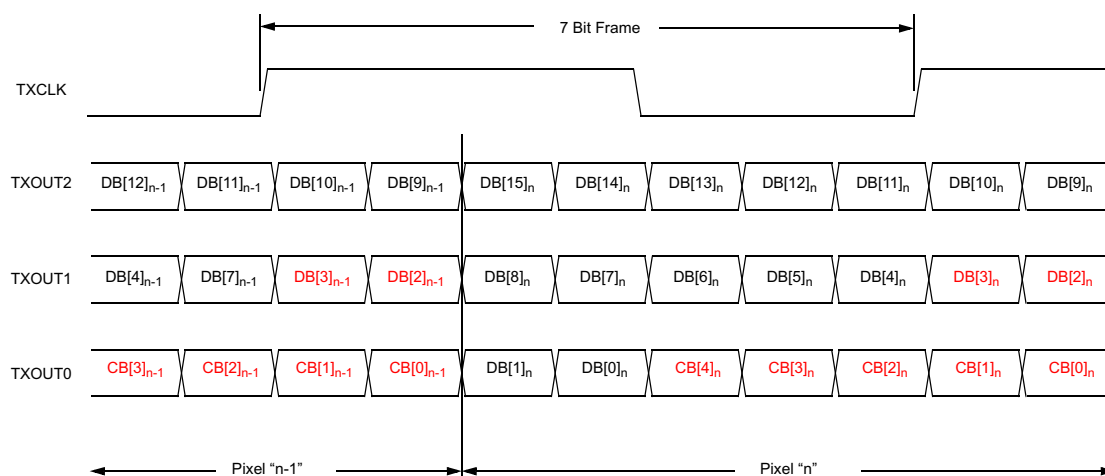 7 Bit Frame
TXCLK
TXOUT2 DB[12]n-1 DB[11]n-1 DB[10]n-1 DB[9]n-1 DB[15]n DB[14]n DB[13]n DB[12]n DB[11]n DB[10]n DB[9]n
TXOUT1 DB[4]n-1 DB[7]n-1 DB[3]n-1 DB[2]n-1 DB[8]n DB[7]n DB[6]n DB[5]n DB[4]n DB[3]n DB[2]n
TXOUT0 CB[3]n-1 CB[2]n-1 CB[1]n-1 CB[0]n-1 DB[1]n DB[0]n CB[4]n CB[3]n CB[2]n CB[1]n CB[0]n
Pixel “n-1” Pixel “n”